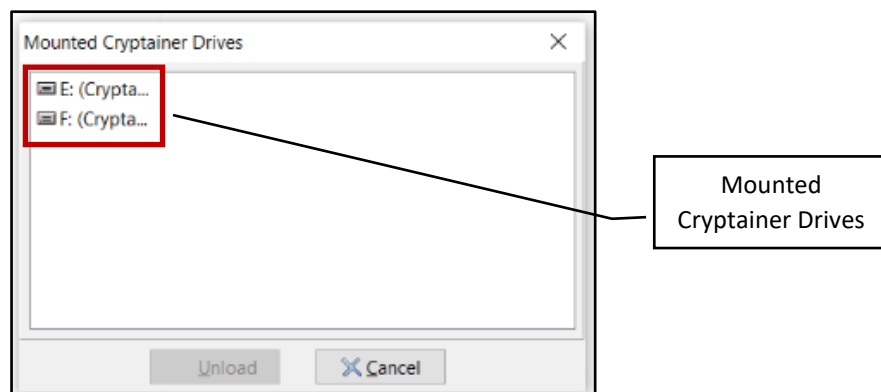 Mounted Cryptainer Drives
E: (Crypta...
F: (Crypta...
Mounted
Cryptainer Drives
Unload
Cancel